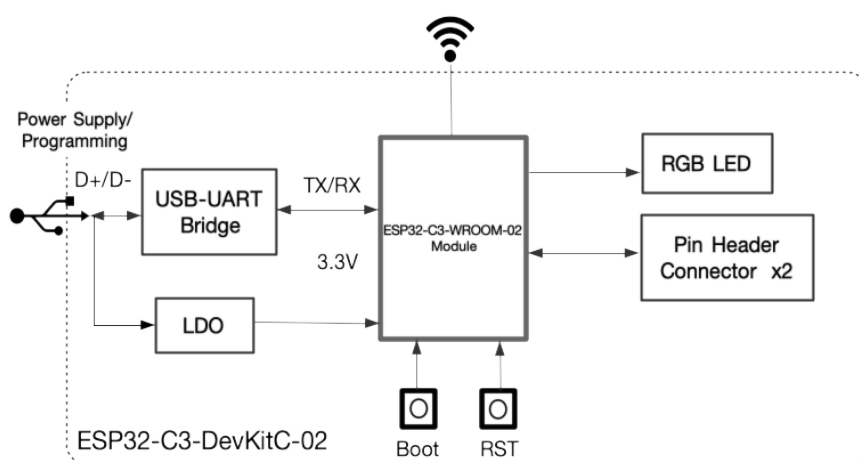 Power Supply/
Programming
D+/D-
USB-UART
Bridge
TX/RX
3.3V
LDO
ESP32-C3-WROOM-02
Module
RGB LED
Pin Header
Connector x2
Boot
RST
ESP32-C3-DevKitC-02